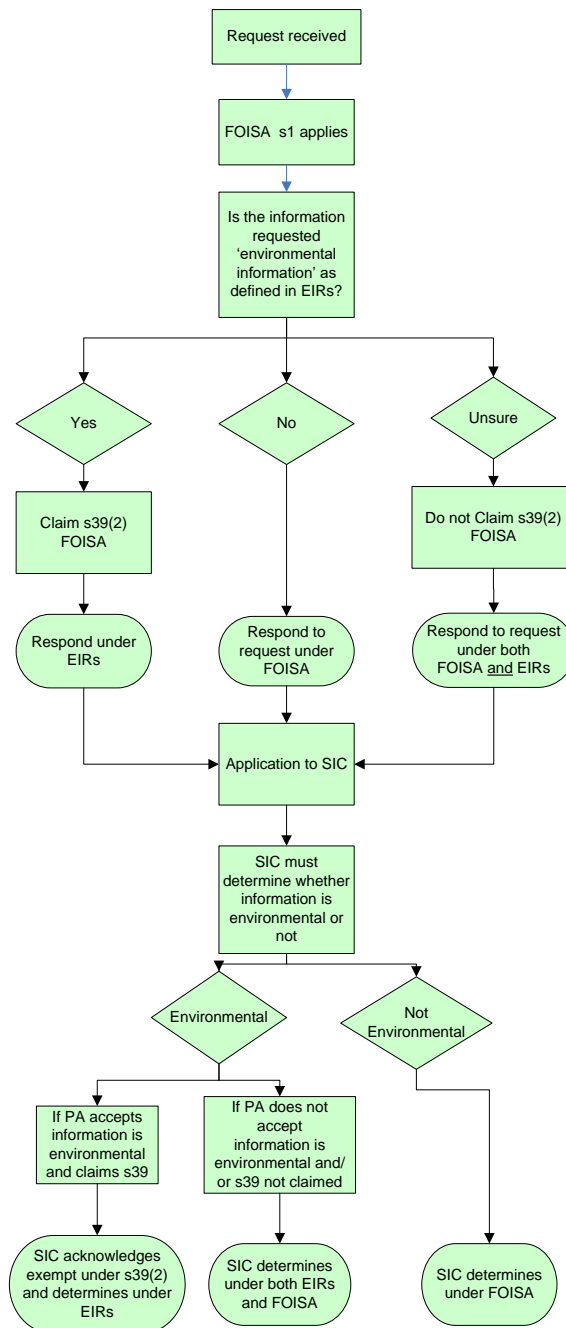 Request received
FOISA s1 applies
Is the information
requested
‘environmental
information’ as
defined in EIRs?
Yes
No
Unsure
Claim s39(2)
FOISA
Do not Claim s39(2)
FOISA
Respond under
EIRs
Respond to
request under
FOISA
Respond to request
under both
FOISA and EIRs
Application to SIC
SIC must
determine whether
information is
environmental or
not
Environmental
Not
Environmental
If PA accepts
information is
environmental
and claims s39
If PA does not
accept
information is
environmental and/
or s39 not claimed
SIC acknowledges
exempt under s39(2)
and determines under
EIRs
SIC determines
under both EIRs
and FOISA
SIC determines
under FOISA